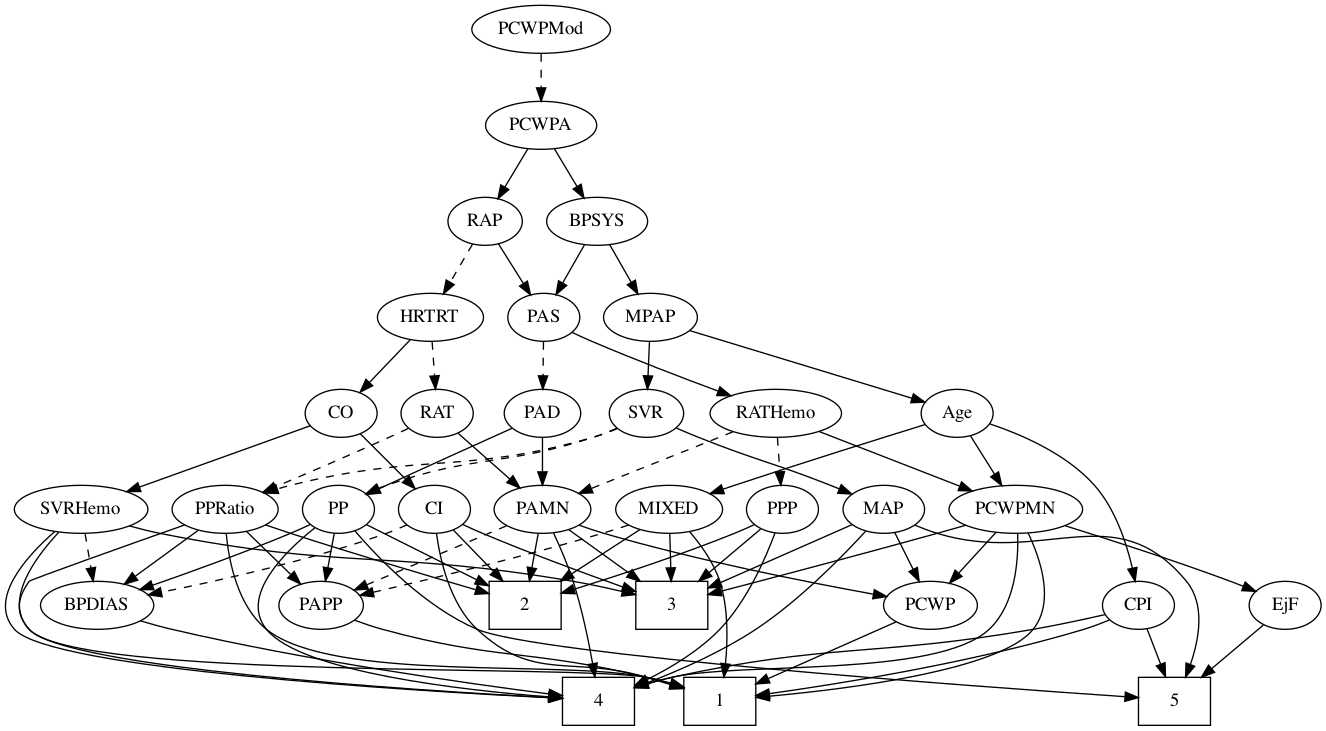 PCWPMod
PCWPA
RAP BPSYS
HRTRT PAS MPAP
CO RAT PAD SVR RATHemo Age
SVRHemo PPRatio PP CI PAMN MIXED PPP MAP PCWPMN
BPDIAS PAPP 2 3 PCWP CPI EjF
4 1 5